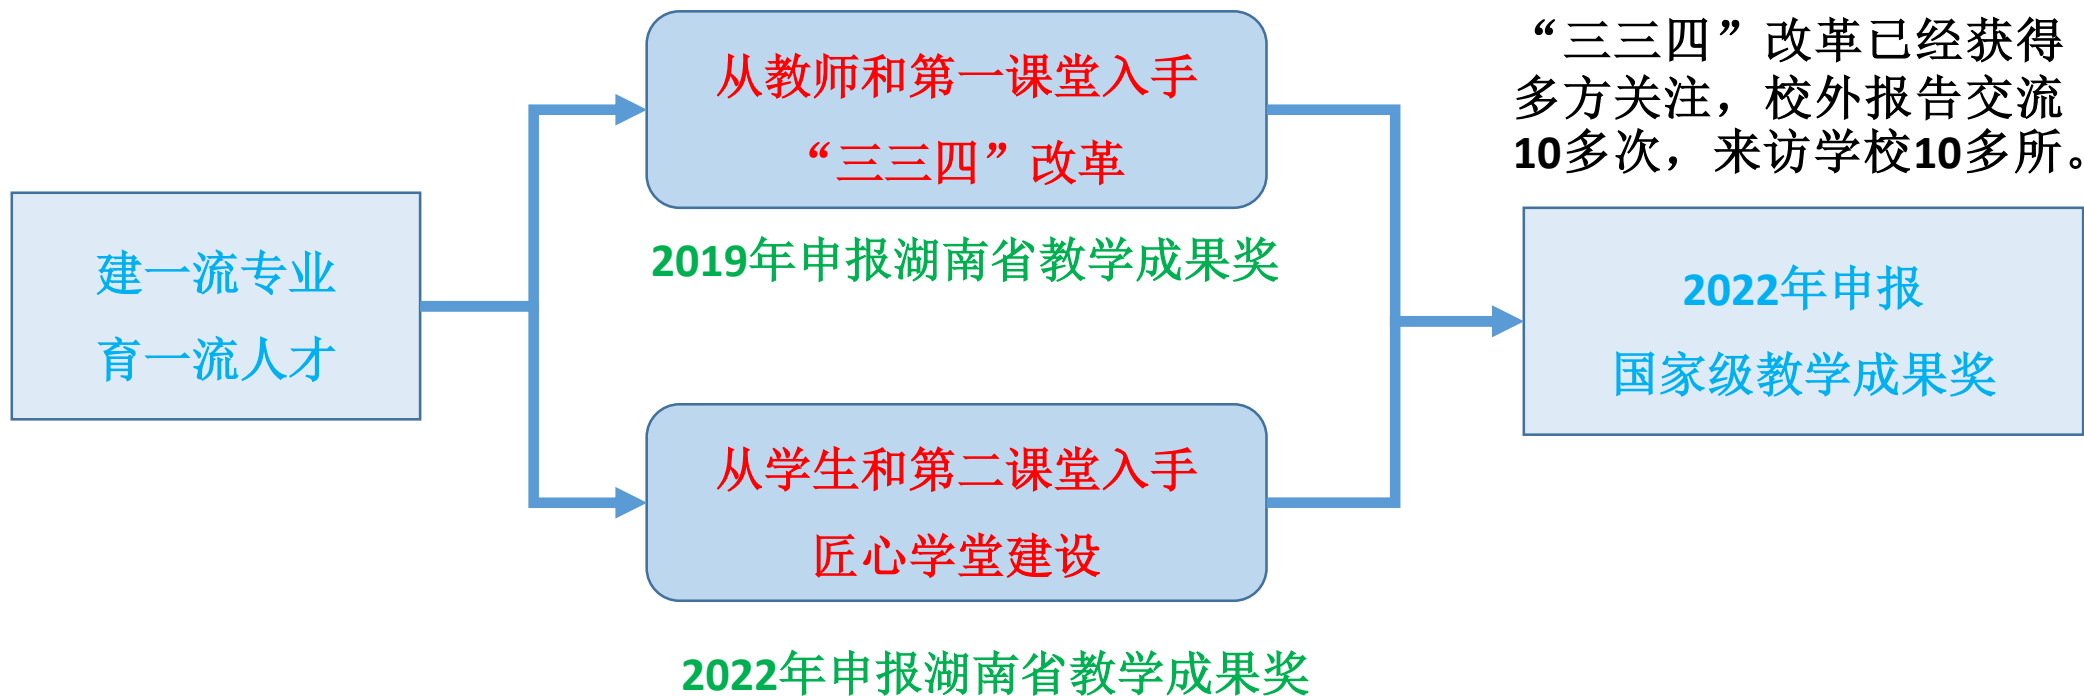 建一流专业
育一流人才
从教师和第一课堂入手
“三三四”改革
2019年申报湖南省教学成果奖
从学生和第二课堂入手
匠心学堂建设
2022年申报湖南省教学成果奖
“三三四”改革已经获得
多方关注，校外报告交流
10多次，来访学校10多所。
2022年申报
国家级教学成果奖